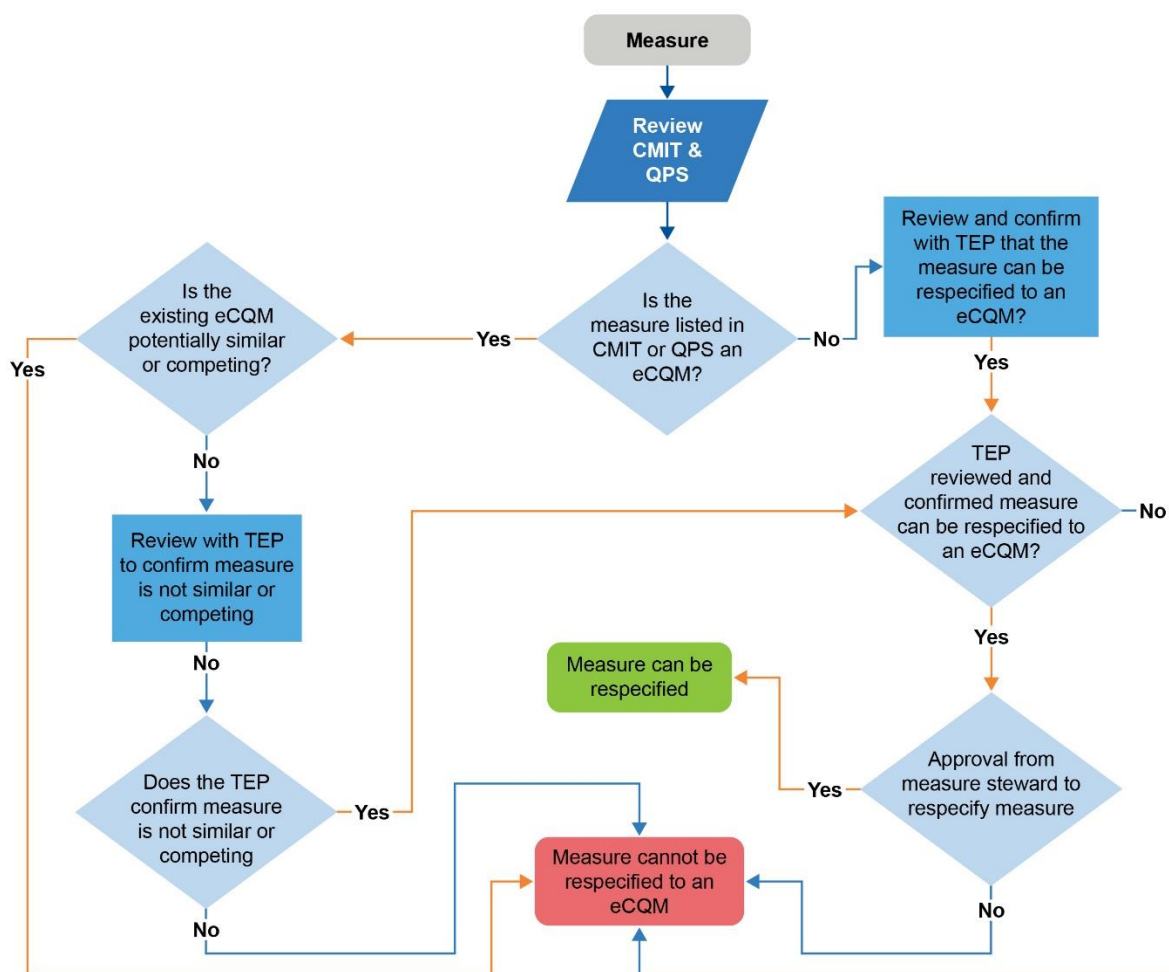 Measure
Review
CMIT &
QPS
Review and confirm
with TEP that the
measure can be
respecified to an
eCQM?
Is the
existing eCQM
potentially similar
or competing?
Yes
Is the
measure listed in
CMIT or QPS an
eCQM?
No
Yes
Yes
No
TEP
reviewed and
confirmed measure
can be respecified to
an eCQM?
No
Review with TEP
to confirm measure
is not similar or
competing
No
Yes
Measure can be
respecified
Does the TEP
confirm measure
is not similar or
competing
Yes
Yes
Approval from
measure steward to
respecify measure
Measure cannot be
respecified to an
eCQM
No
No